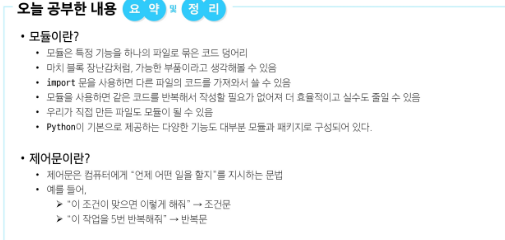 오늘 공부한 내용 요약 및 정리
• 모듈이란?
• 모듈은 특정 기능을 하나의 파일로 묶은 코드 덩어리
• 마치 블록 장난감처럼, 가능한 부품이라고 생각해볼 수 있음
• import 문을 사용하면 다른 파일의 코드를 가져와서 쓸 수 있음
• 모듈을 사용하면 같은 코드를 반복해서 작성할 필요가 없어져 더 효율적이고 실수도 줄일 수 있음
• 우리가 직접 만든 파일도 모듈이 될 수 있음
• Python이 기본으로 제공하는 다양한 기능도 대부분 모듈과 패키지로 구성되어 있다.
• 제어문이란?
• 제어문은 컴퓨터에게 “언제 어떤 일을 할지”를 지시하는 문법
• 예를 들어,
➢ “이 조건이 맞으면 이렇게 해줘” → 조건문
➢ “이 작업을 5번 반복해줘” → 반복문